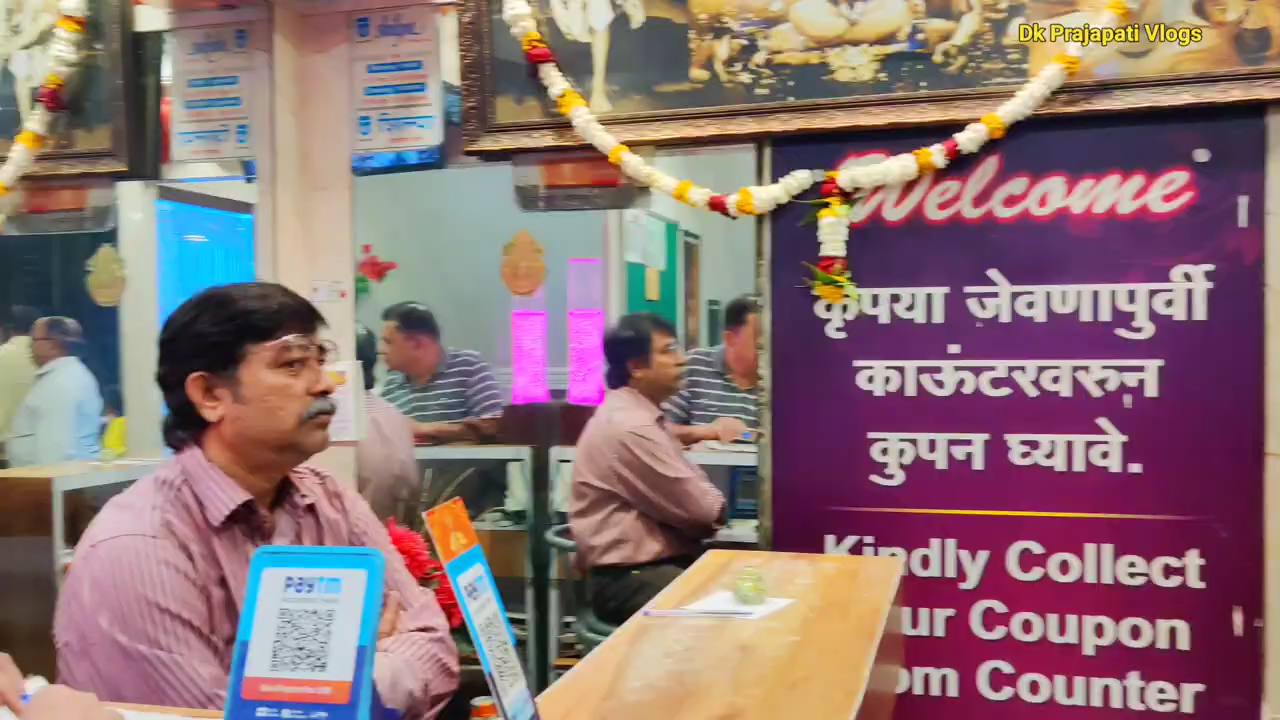 Dk Prajapati Vlogs
Welcome
कृपया जेवणापुर्वी
काऊंटरवरुन
कुपन घ्यावे.
Kindly Collect
ur Coupon
om Counter
paytm